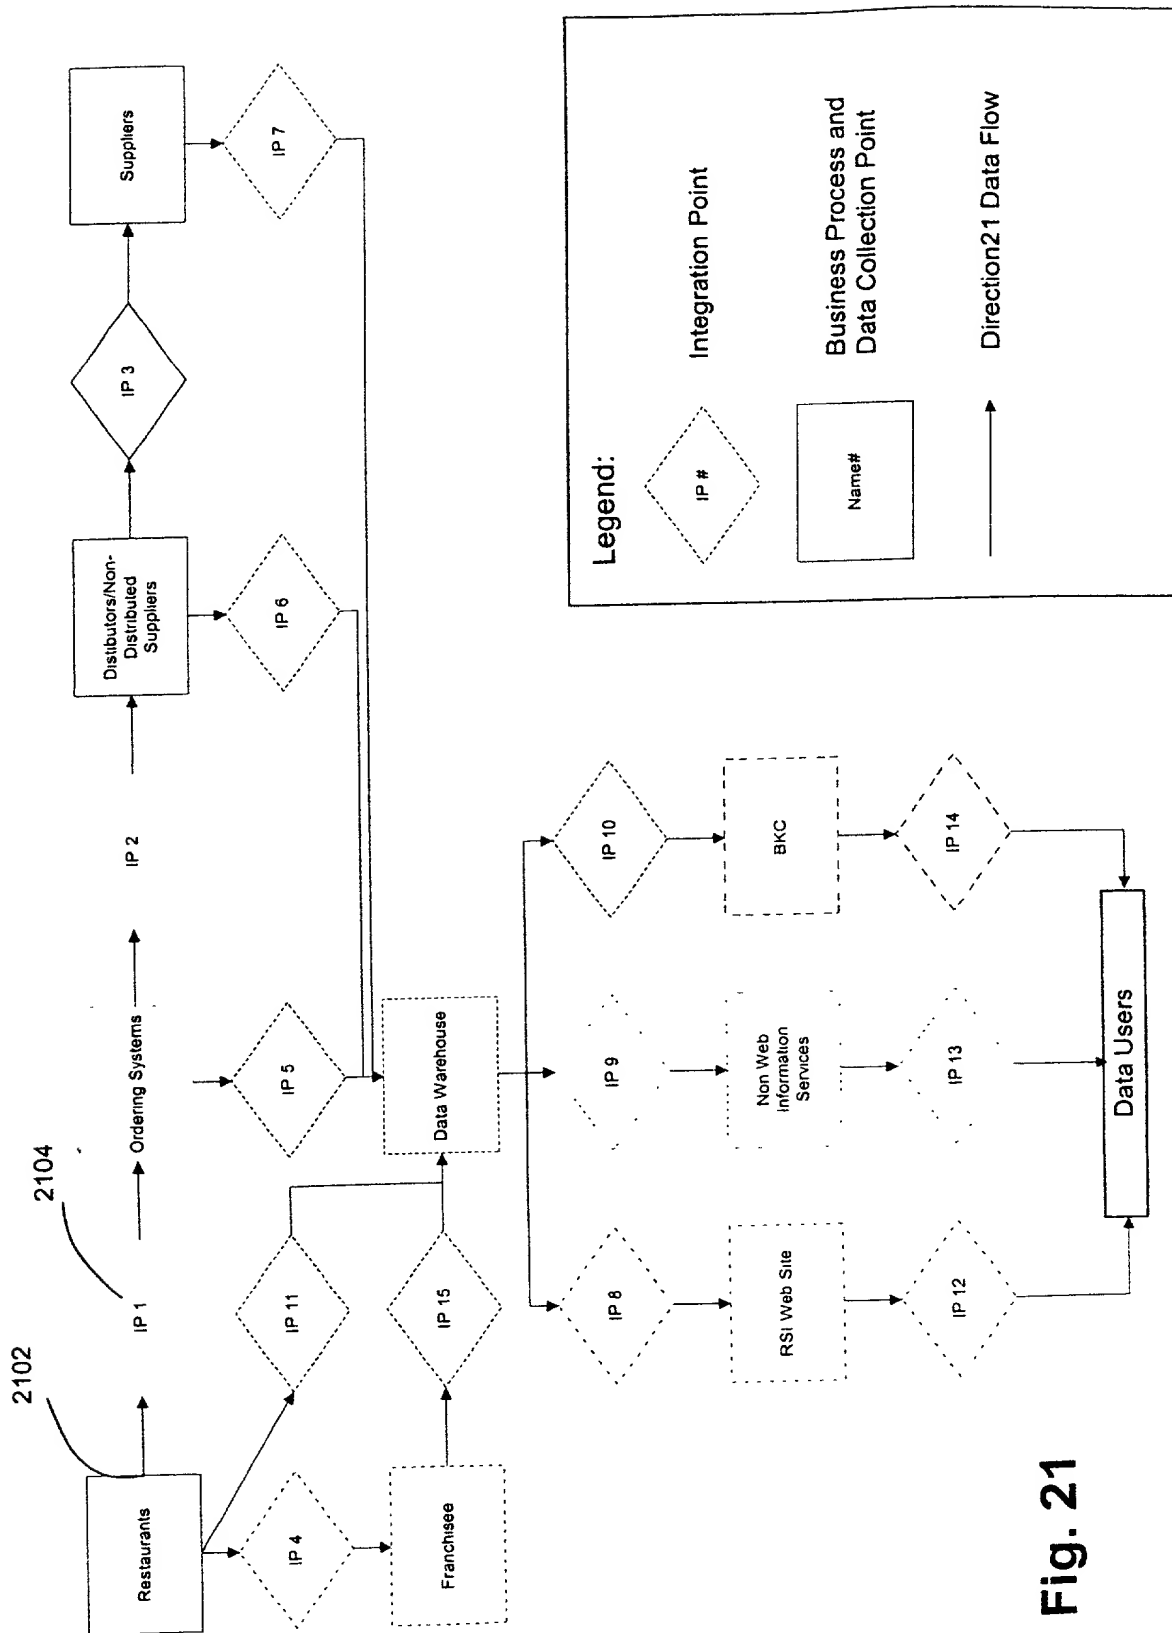 2102
2104
Restaurants
IP 1
Ordering Systems
IP 2
Distibutors/Non-
Distributed
Suppliers
IP 3
Suppliers
IP 4
IP 11
IP 5
IP 6
IP 7
Franchisee
IP 15
Data Warehouse
IP 8
IP 9
IP 10
RSI Web Site
Non Web
Information
Services
BKC
IP 12
IP 13
IP 14
Data Users
Legend:
IP #
Integration Point
Name#
Business Process and
Data Collection Point
Direction21 Data Flow
Fig. 21